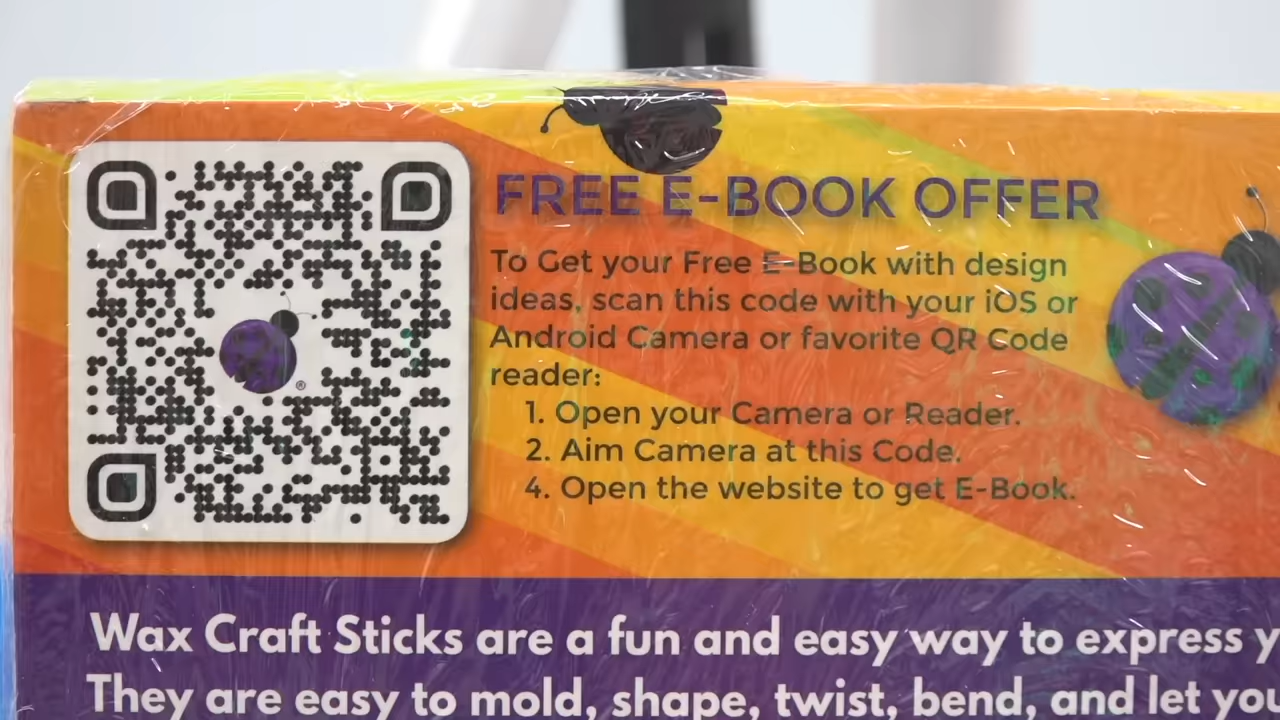 FREE E-BOOK OFFER
To Get your Free E-Book with design
ideas, scan this code with your iOS or
Android Camera or favorite QR Code
reader:
1. Open your Camera or Reader.
2. Aim Camera at this Code.
4. Open the website to get E-Book.
®
Wax Craft Sticks are a fun and easy way to express y
They are easy to mold, shape, twist, bend, and let you